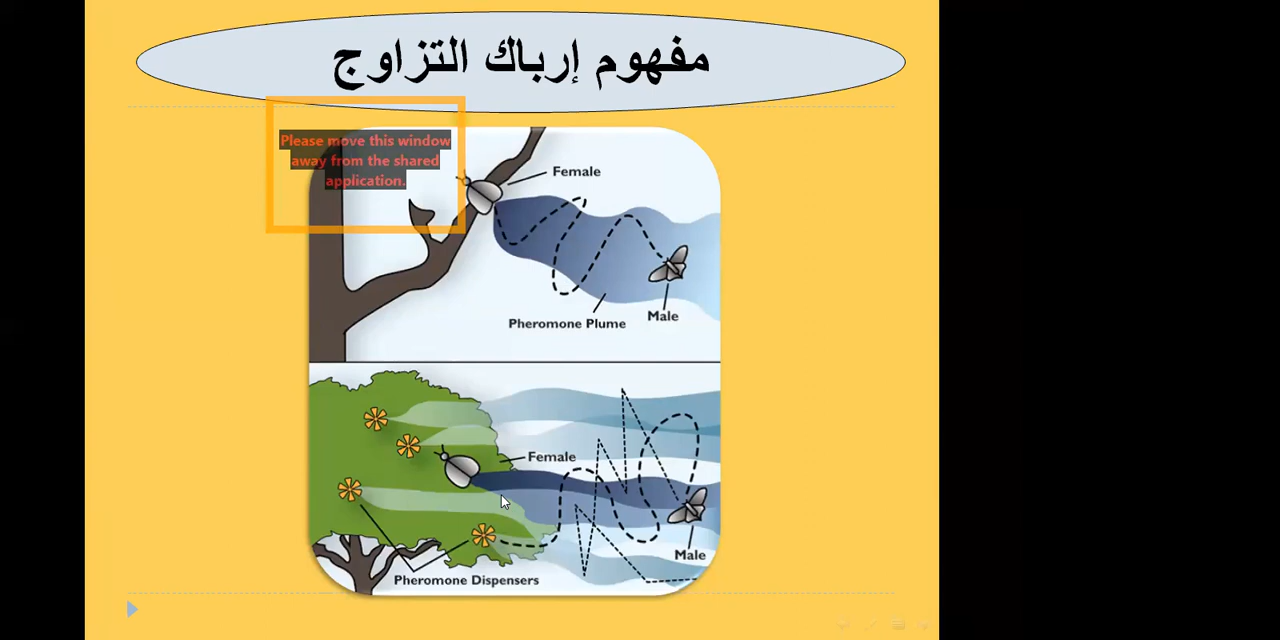 مفهوم إرباك التزاوج
Please move this window
away from the shared
application.
Female
Pheromone Plume
Male
Female
Male
Pheromone Dispensers